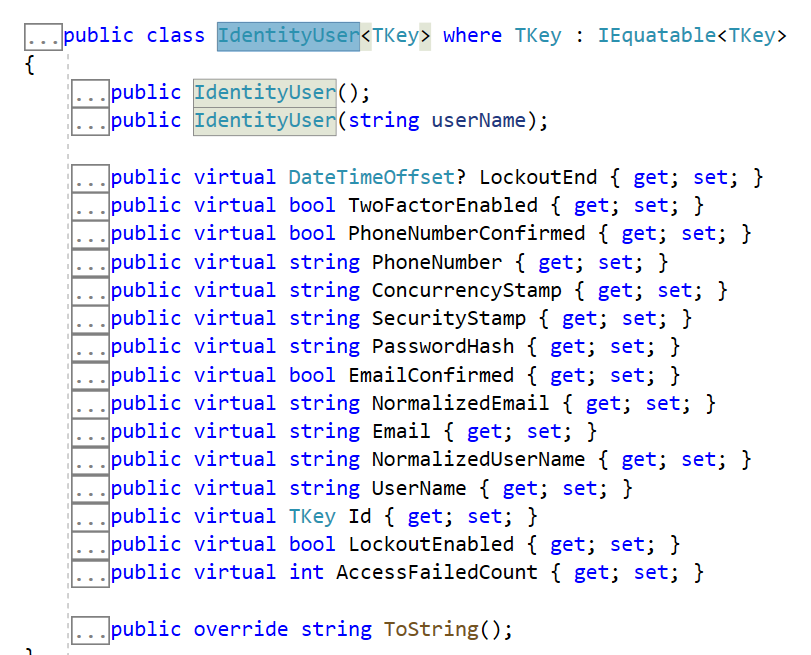 ...public class IdentityUser<TKey> where TKey : IEquatable<TKey>
{
...public IdentityUser();
...public IdentityUser(string userName);
...public virtual DateTimeOffset? LockoutEnd { get; set; }
...public virtual bool TwoFactorEnabled { get; set; }
...public virtual bool PhoneNumberConfirmed { get; set; }
...public virtual string PhoneNumber { get; set; }
...public virtual string ConcurrencyStamp { get; set; }
...public virtual string SecurityStamp { get; set; }
...public virtual string PasswordHash { get; set; }
...public virtual bool EmailConfirmed { get; set; }
...public virtual string NormalizedEmail { get; set; }
...public virtual string Email { get; set; }
...public virtual string NormalizedUserName { get; set; }
...public virtual string UserName { get; set; }
...public virtual TKey Id { get; set; }
...public virtual bool LockoutEnabled { get; set; }
...public virtual int AccessFailedCount { get; set; }
...public override string ToString();
}